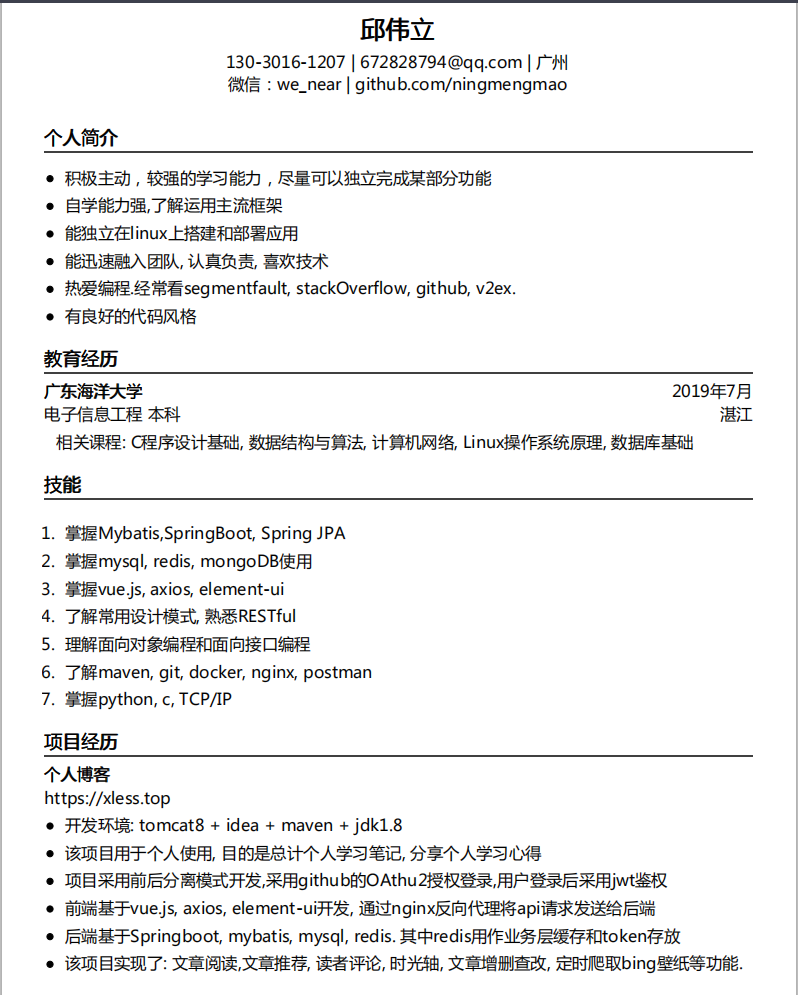 邱伟立
130-3016-1207 | 672828794@qq.com | 广州
微信：we_near | github.com/ningmengmao
个人简介
● 积极主动，较强的学习能力，尽量可以独立完成某部分功能
● 自学能力强,了解运用主流框架
● 能独立在linux上搭建和部署应用
● 能迅速融入团队, 认真负责, 喜欢技术
● 热爱编程.经常看segmentfault, stackOverflow, github, v2ex.
● 有良好的代码风格
教育经历
广东海洋大学 2019年7月
电子信息工程 本科 湛江
相关课程: C程序设计基础, 数据结构与算法, 计算机网络, Linux操作系统原理, 数据库基础
技能
1. 掌握Mybatis,SpringBoot, Spring JPA
2. 掌握mysql, redis, mongoDB使用
3. 掌握vue.js, axios, element-ui
4. 了解常用设计模式, 熟悉RESTful
5. 理解面向对象编程和面向接口编程
6. 了解maven, git, docker, nginx, postman
7. 掌握python, c, TCP/IP
项目经历
个人博客
https://xless.top
● 开发环境: tomcat8 + idea + maven + jdk1.8
● 该项目用于个人使用, 目的是总计个人学习笔记, 分享个人学习心得
● 项目采用前后分离模式开发,采用github的OAthu2授权登录,用户登录后采用jwt鉴权
● 前端基于vue.js, axios, element-ui开发, 通过nginx反向代理将api请求发送给后端
● 后端基于Springboot, mybatis, mysql, redis. 其中redis用作业务层缓存和token存放
● 该项目实现了: 文章阅读,文章推荐, 读者评论, 时光轴, 文章增删查改, 定时爬取bing壁纸等功能.